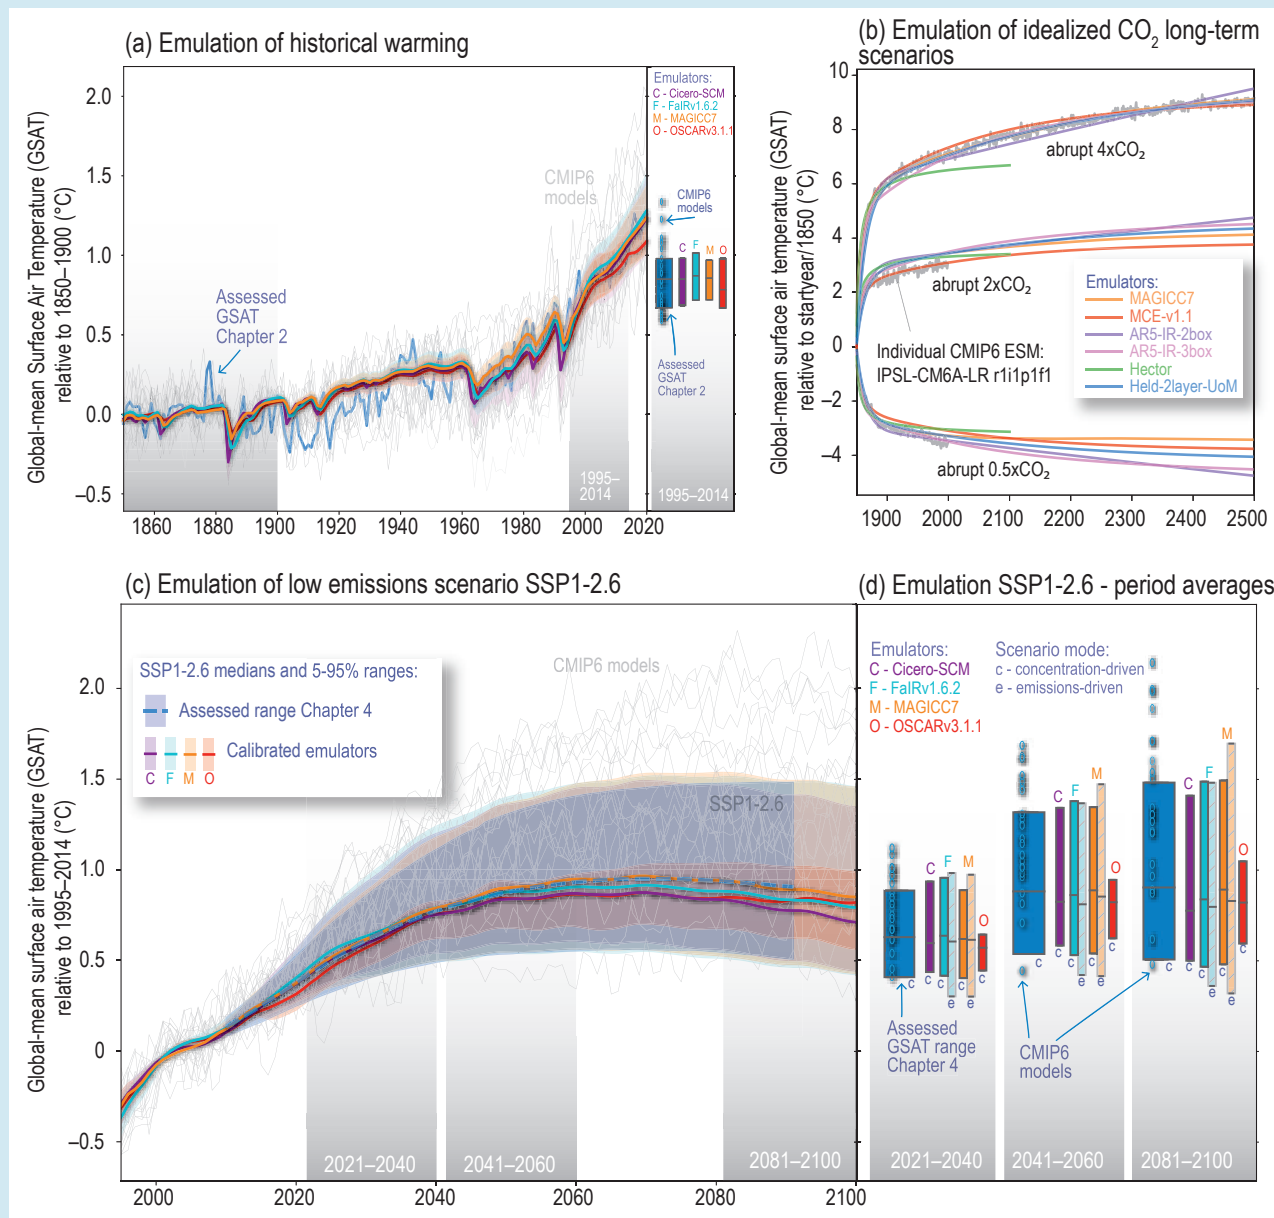 (a) Emulation of historical warming
Global-mean Surface Air Temperature (GSAT)
relative to 1850–1900 (°C)
2.0
1.5
1.0
0.5
0.0
–0.5
1860
1880
1900
1920
1940
1960
1980
2000
2020
Assessed
GSAT
Chapter 2
CMIP6
models
1995–
2014
Emulators:
C - Cicero-SCM
F - FaIRv1.6.2
M - MAGICC7
O - OSCARv3.1.1
CMIP6
models
C
F
M
O
Assessed
GSAT
Chapter 2
1995–2014
(b) Emulation of idealized CO₂ long-term
scenarios
Global-mean surface air temperature (GSAT)
relative to startyear/1850 (°C)
10
8
6
4
2
0
–2
–4
1900
2000
2100
2200
2300
2400
2500
abrupt 4xCO₂
abrupt 2xCO₂
Individual CMIP6 ESM:
IPSL-CM6A-LR r1i1p1f1
abrupt 0.5xCO₂
Emulators:
MAGICC7
MCE-v1.1
AR5-IR-2box
AR5-IR-3box
Hector
Held-2layer-UoM
(c) Emulation of low emissions scenario SSP1-2.6
Global-mean surface air temperature (GSAT)
relative to 1995–2014 (°C)
2.0
1.5
1.0
0.5
0
–0.5
2000
2020
2040
2060
2080
2100
SSP1-2.6 medians and 5-95% ranges:
Assessed range Chapter 4
Calibrated emulators
C F M O
CMIP6 models
SSP1-2.6
2021–2040
2041–2060
2081–2100
(d) Emulation SSP1-2.6 - period averages
Emulators:
C - Cicero-SCM
F - FaIRv1.6.2
M - MAGICC7
O - OSCARv3.1.1
Scenario mode:
c - concentration-driven
e - emissions-driven
C
F
M
O
c
c
e
c
e
c
Assessed
GSAT range
Chapter 4
2021–2040
C
F
M
O
c
c
e
c
e
c
CMIP6
models
2041–2060
C
F
M
O
c
c
e
c
e
c
2081–2100